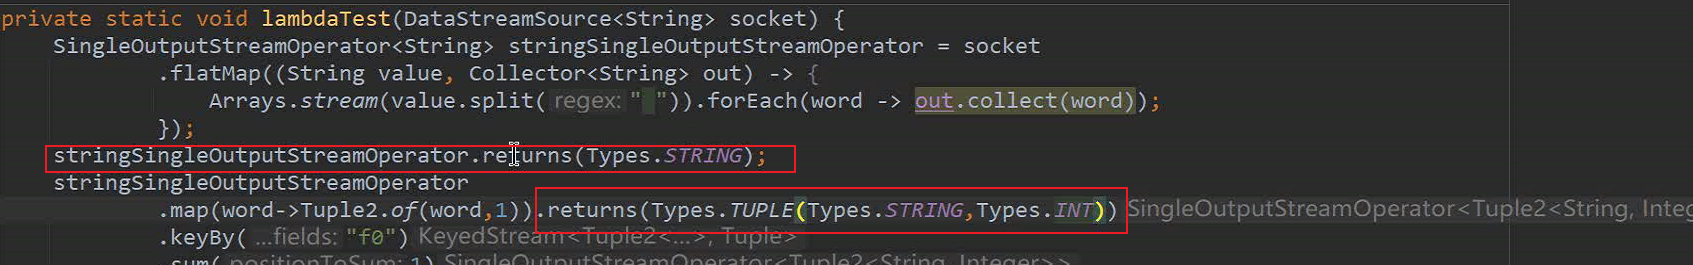 private static void lambdaTest(DataStreamSource<String> socket) {
SingleOutputStreamOperator<String> stringSingleOutputStreamOperator = socket
.flatMap((String value, Collector<String> out) -> {
Arrays.stream(value.split( regex: " ")).forEach(word -> out.collect(word));
});
stringSingleOutputStreamOperator.returns(Types.STRING);
stringSingleOutputStreamOperator
.map(word->Tuple2.of(word,1)).returns(Types.TUPLE(Types.STRING,Types.INT)) SingleOutputStreamOperator<Tuple2<String, Integ
.keyBy( ...fields: "f0") KeyedStream<Tuple2<...>, Tuple>
.sum( positionToSum: 1) SingleOutputStreamOperator<Tuple2<String, Integer>>